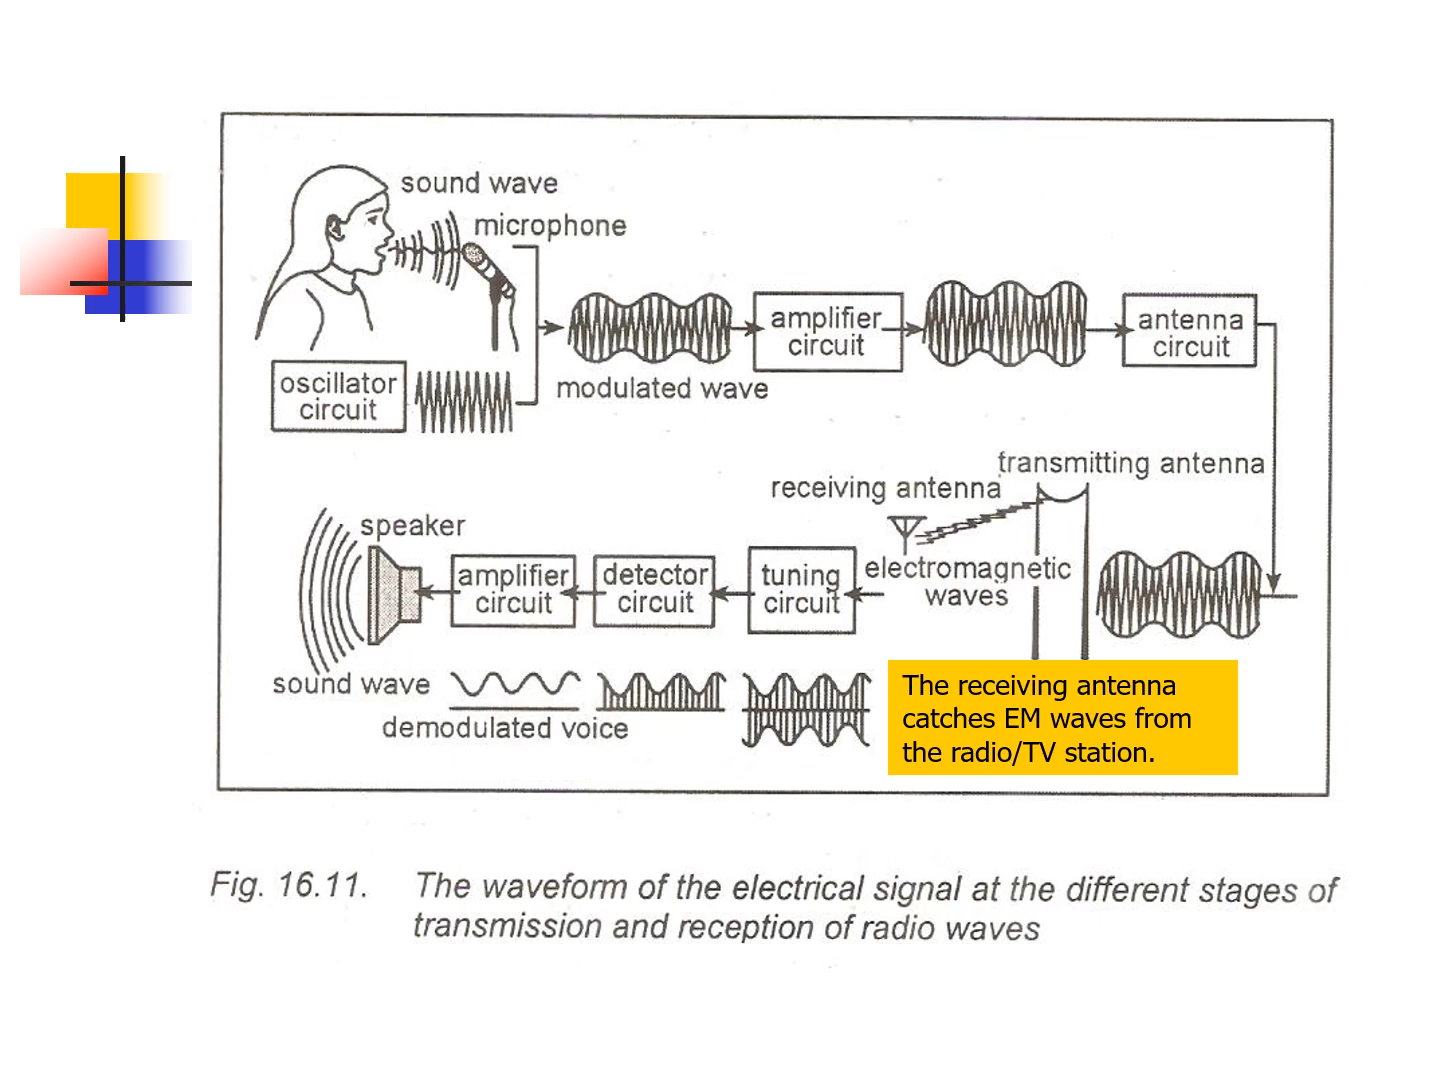 sound wave
microphone
oscillator
circuit
modulated wave
amplifier
circuit
antenna
circuit
transmitting antenna
receiving antenna
electromagnetic
waves
tuning
circuit
detector
circuit
amplifier
circuit
speaker
sound wave
demodulated voice
The receiving antenna
catches EM waves from
the radio/TV station.
Fig. 16.11. The waveform of the electrical signal at the different stages of
transmission and reception of radio waves